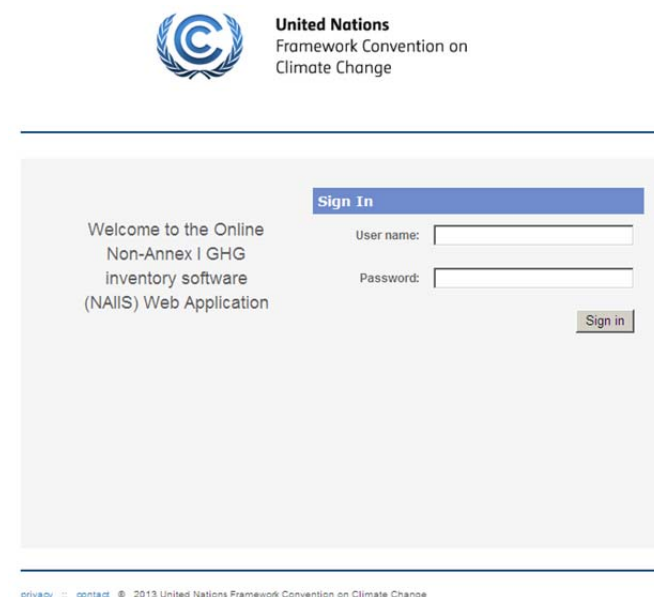 United Nations
Framework Convention on
Climate Change
Sign In
Welcome to the Online
Non-Annex I GHG
inventory software
(NAIIS) Web Application
User name:
Password:
Sign in
privacy :: contact © 2013 United Nations Framework Convention on Climate Change